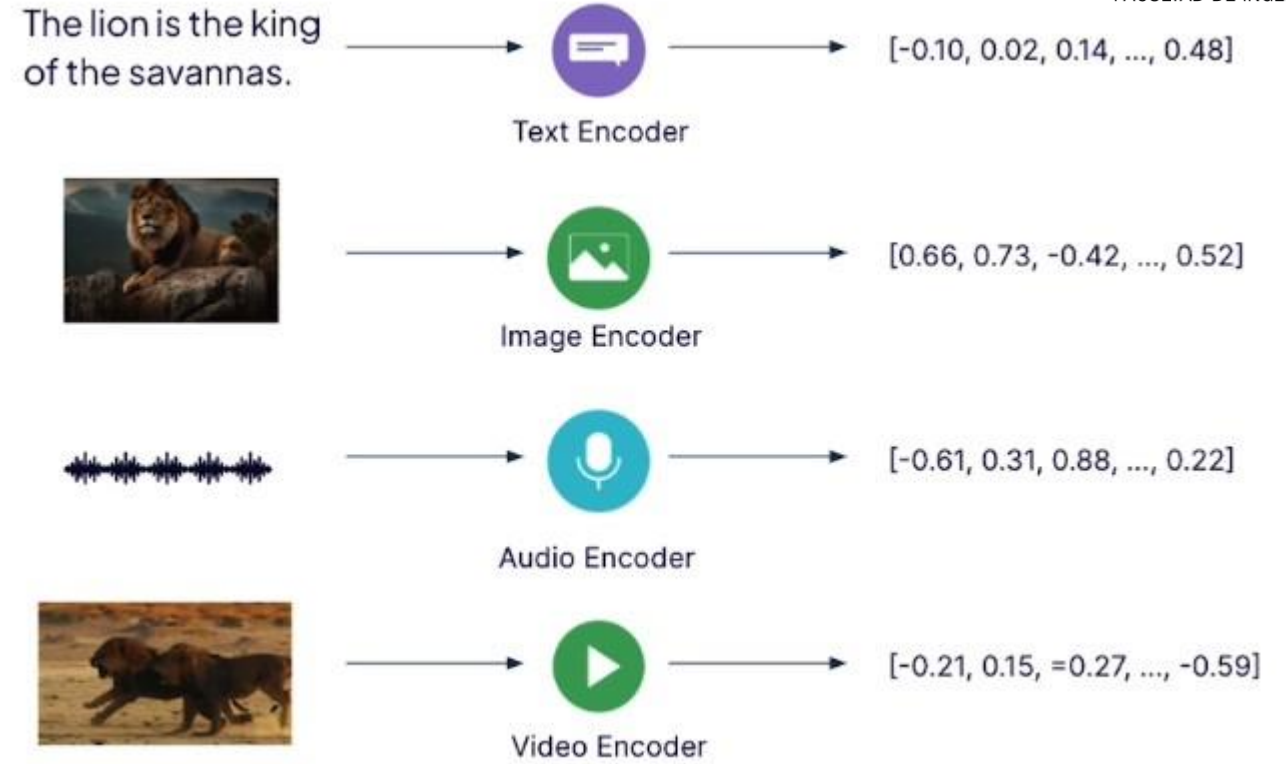 The lion is the king
of the savannas.
[-0.10, 0.02, 0.14, ..., 0.48]
Text Encoder
[0.66, 0.73, -0.42, ..., 0.52]
Image Encoder
[-0.61, 0.31, 0.88, ..., 0.22]
Audio Encoder
[-0.21, 0.15, =0.27, ..., -0.59]
Video Encoder